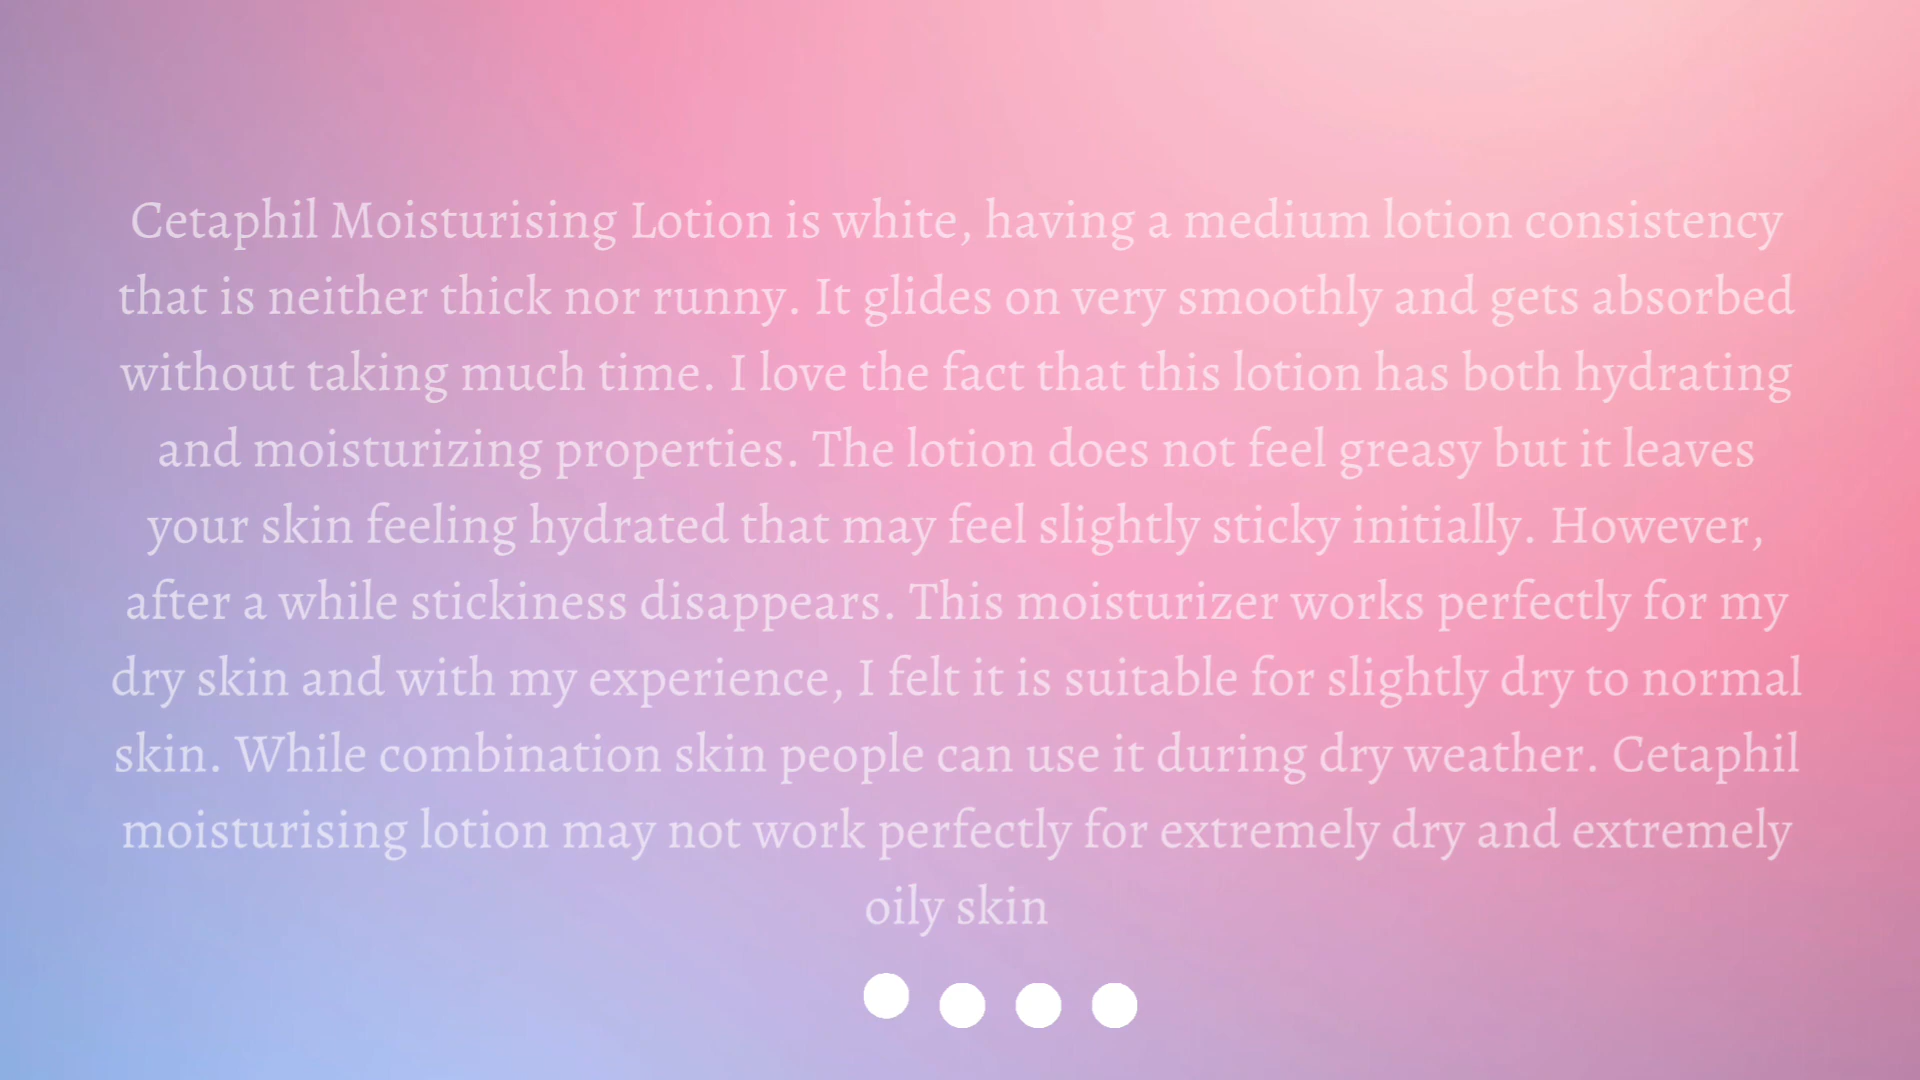 Cetaphil Moisturising Lotion is white, having a medium lotion consistency
that is neither thick nor runny. It glides on very smoothly and gets absorbed
without taking much time. I love the fact that this lotion has both hydrating
and moisturizing properties. The lotion does not feel greasy but it leaves
your skin feeling hydrated that may feel slightly sticky initially. However,
after a while stickiness disappears. This moisturizer works perfectly for my
dry skin and with my experience, I felt it is suitable for slightly dry to normal
skin. While combination skin people can use it during dry weather. Cetaphil
moisturising lotion may not work perfectly for extremely dry and extremely
oily skin